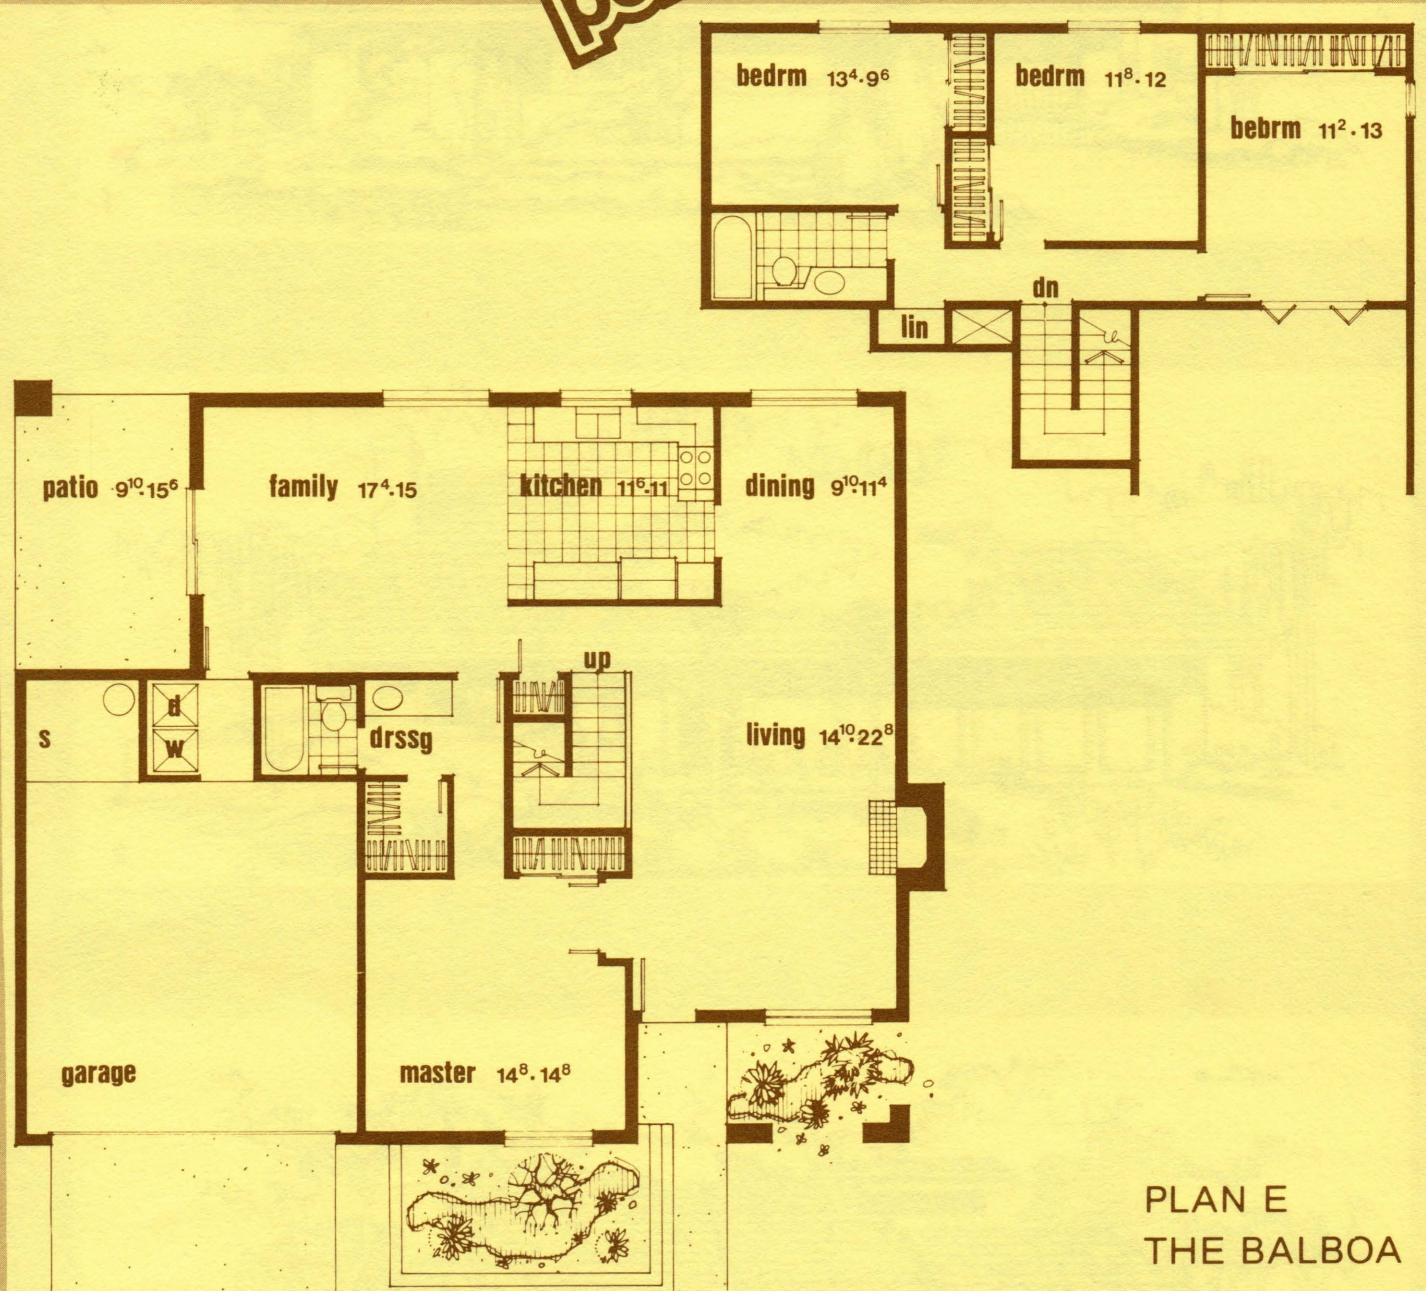 bedrm 13⁴·9⁶
bedrm 11⁸·12
bebrm 11²·13
dn
lin
patio 9¹⁰·15⁶
family 17⁴·15
kitchen 11⁶·11
dining 9¹⁰·11⁴
up
s
d
w
drssg
living 14¹⁰·22⁸
garage
master 14⁸·14⁸
PLAN E
THE BALBOA